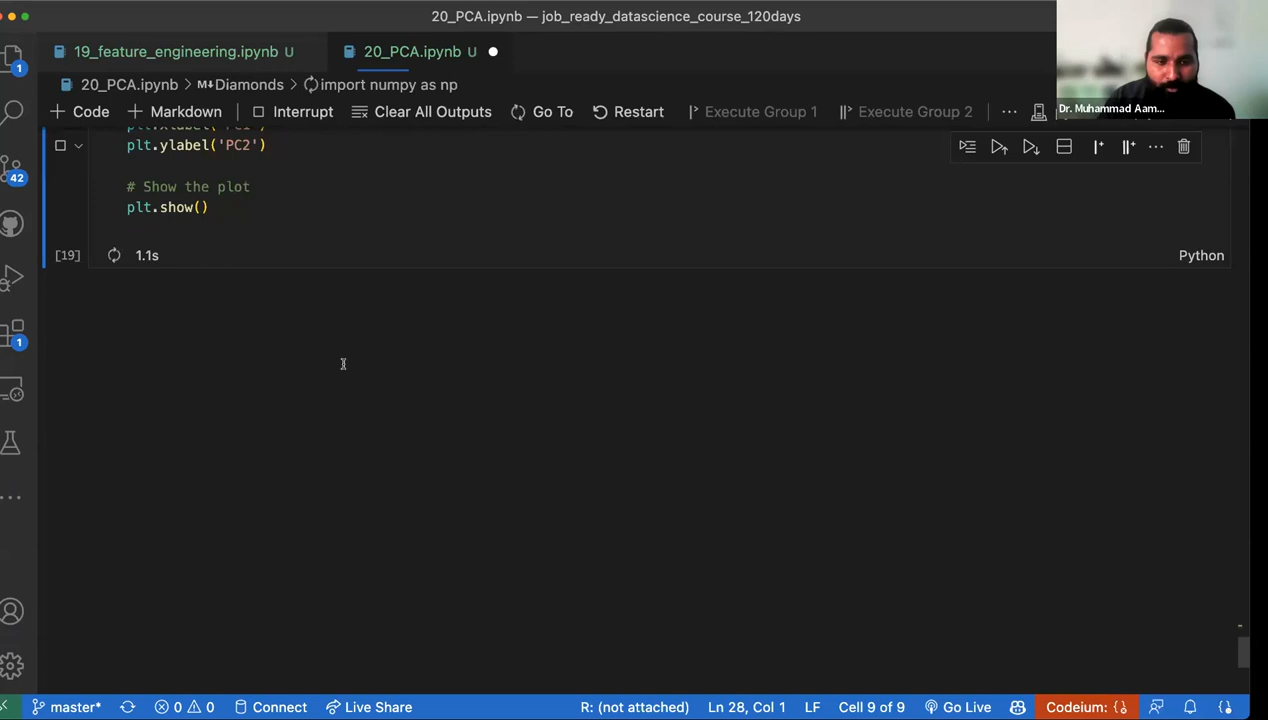 20_PCA.ipynb — job_ready_datascience_course_120days
19_feature_engineering.ipynb U
20_PCA.ipynb U
20_PCA.ipynb > M↓Diamonds > import numpy as np
+ Code + Markdown Interrupt Clear All Outputs Go To Restart Execute Group 1 Execute Group 2 ...
Dr. Muhammad Aam...
plt.xlabel('PC1')
plt.ylabel('PC2')
# Show the plot
plt.show()
[19] 1.1s Python
1
42
1
master* 0 0 Connect Live Share R: (not attached) Ln 28, Col 1 LF Cell 9 of 9 Go Live Codeium: {}